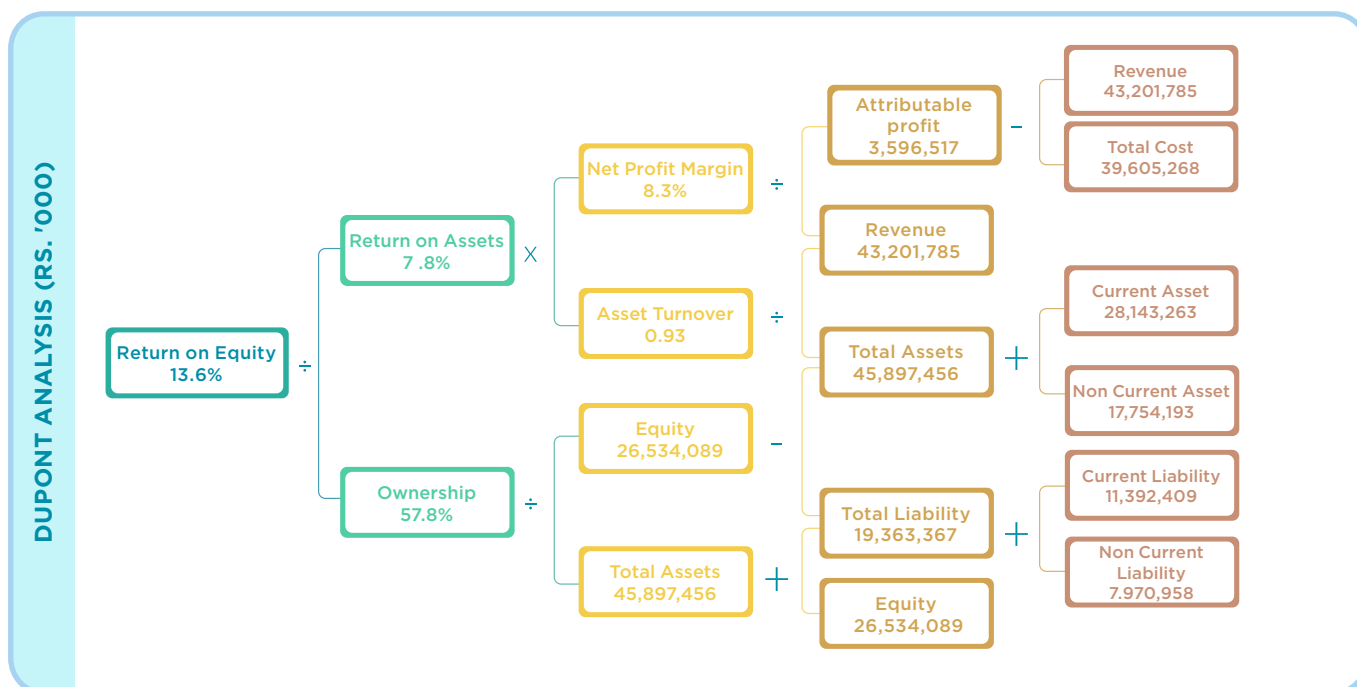 DUPONT ANALYSIS (RS. '000)
Return on Equity
13.6%
÷
Return on Assets
7 .8%
X
Ownership
57.8%
÷
Net Profit Margin
8.3%
÷
Asset Turnover
0.93
÷
Equity
26,534,089
-
Total Assets
45,897,456
+
Attributable
profit
3,596,517
-
Revenue
43,201,785
Total Assets
45,897,456
+
Total Liability
19,363,367
+
Equity
26,534,089
Revenue
43,201,785
Total Cost
39,605,268
Current Asset
28,143,263
Non Current Asset
17,754,193
Current Liability
11,392,409
Non Current
Liability
7.970,958